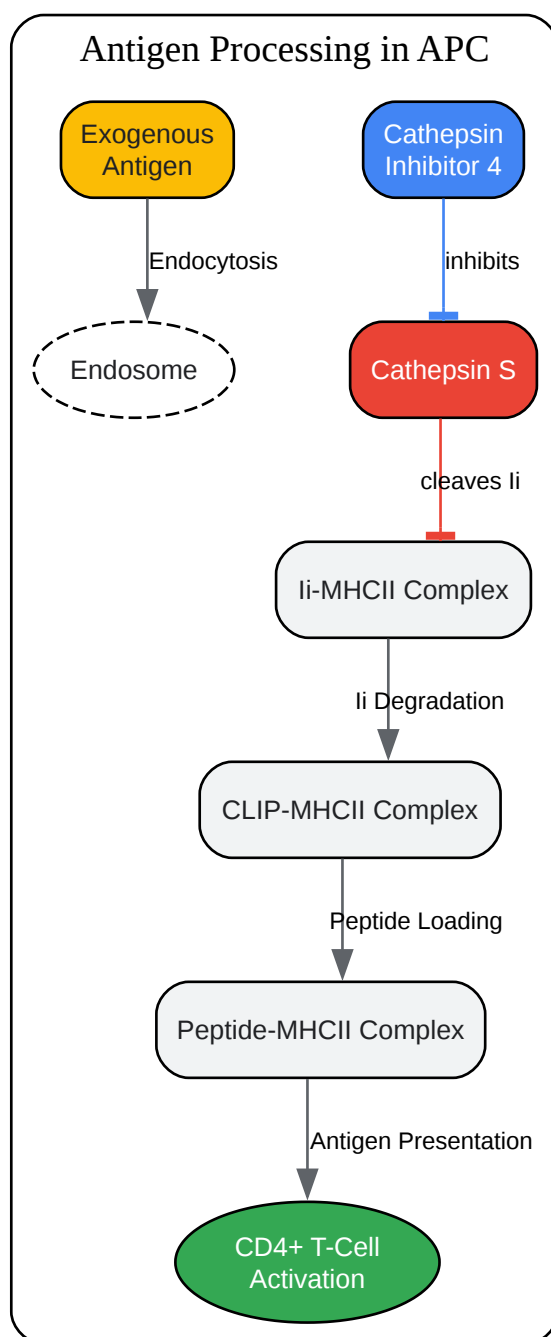 Antigen Processing in APC
Exogenous
Antigen
Cathepsin
Inhibitor 4
Endocytosis
inhibits
Endosome
Cathepsin S
cleaves Ii
Ii-MHCII Complex
Ii Degradation
CLIP-MHCII Complex
Peptide Loading
Peptide-MHCII Complex
Antigen Presentation
CD4+ T-Cell
Activation